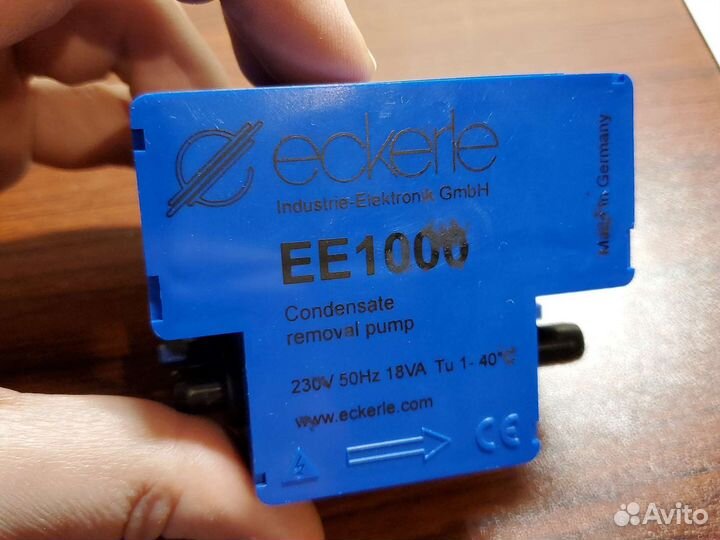 eckerle
Industrie-Elektronik GmbH
Made in Germany
EE1000
Condensate
removal pump
230V 50Hz 18VA Tu 1- 40°C
www.eckerle.com
CE
Avito